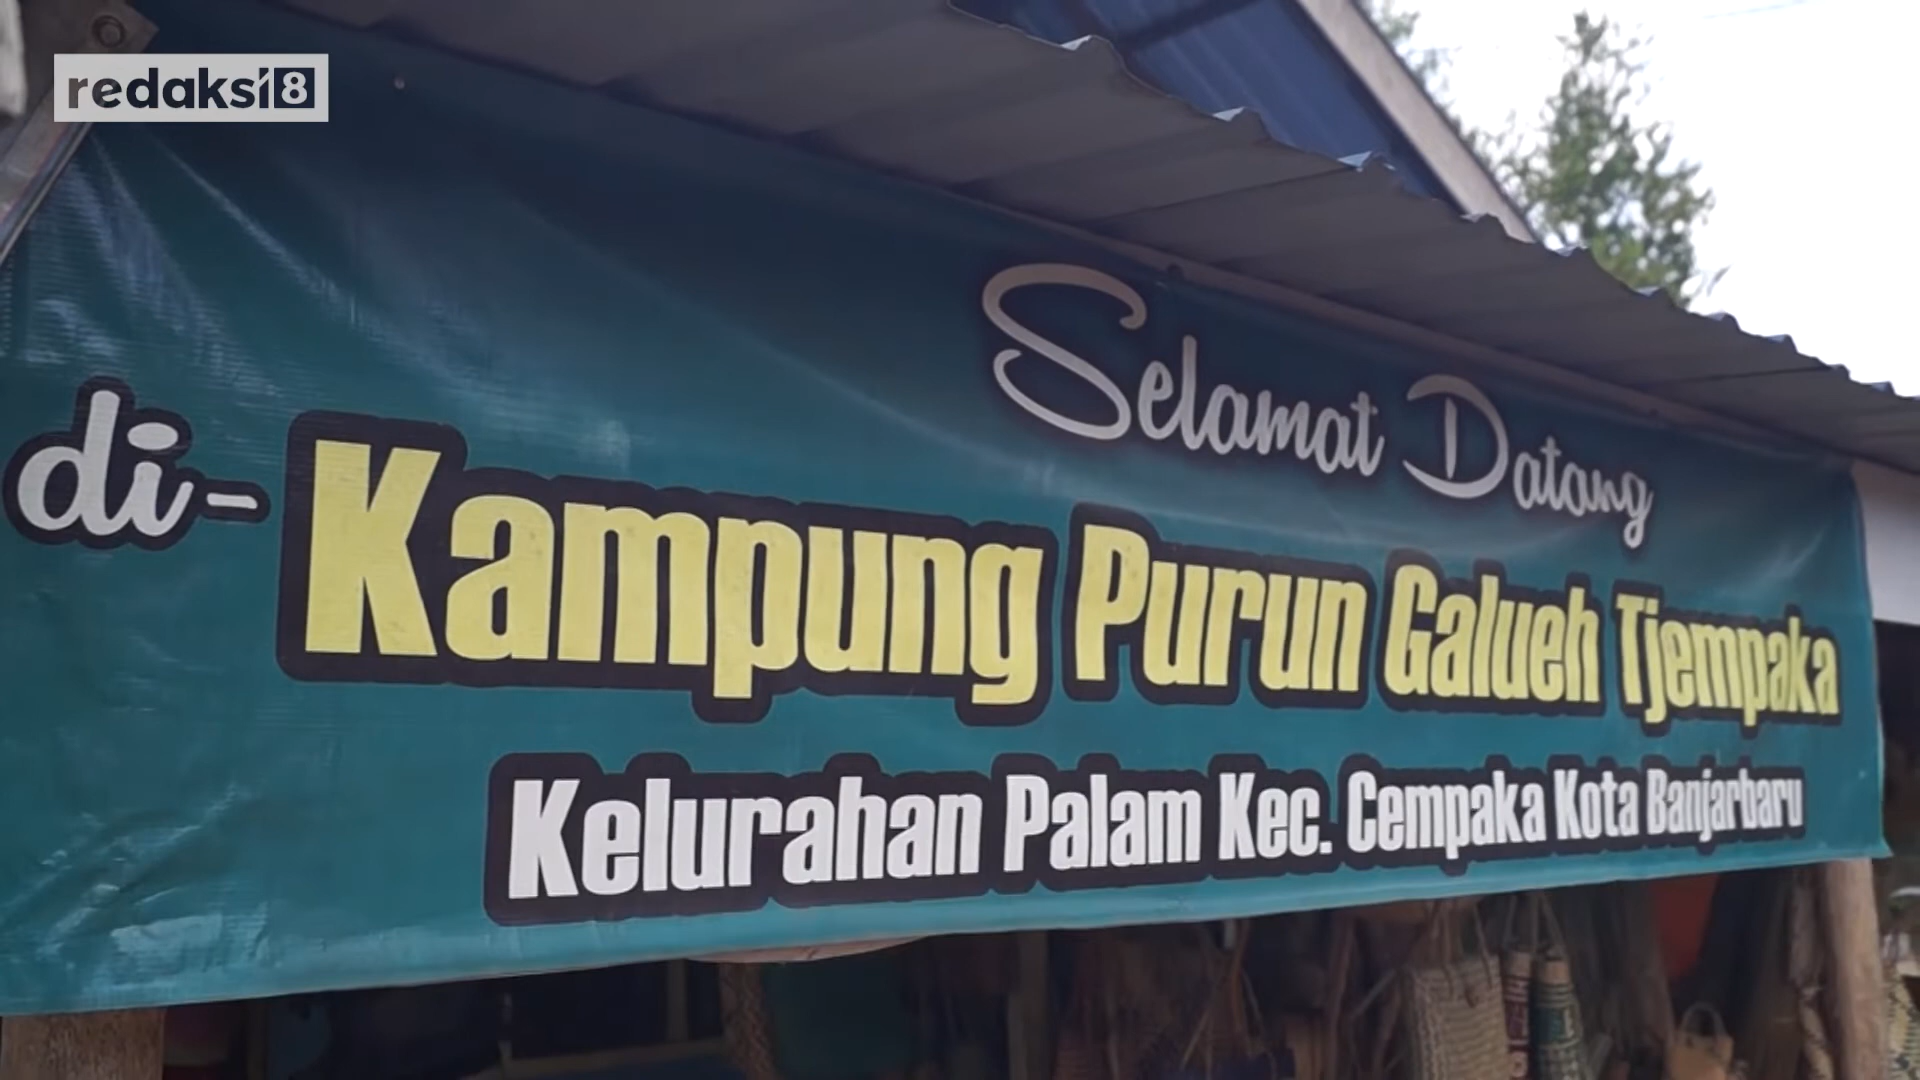 redaksi8
Selamat Datang
di-Kampung Purun Galueh Tjempaka
Kelurahan Palam Kec. Cempaka Kota Banjarbaru